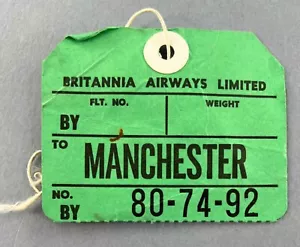 BRITANNIA AIRWAYS LIMITED
FLT. NO. WEIGHT
BY
TO
MANCHESTER
NO.
BY 80-74-92